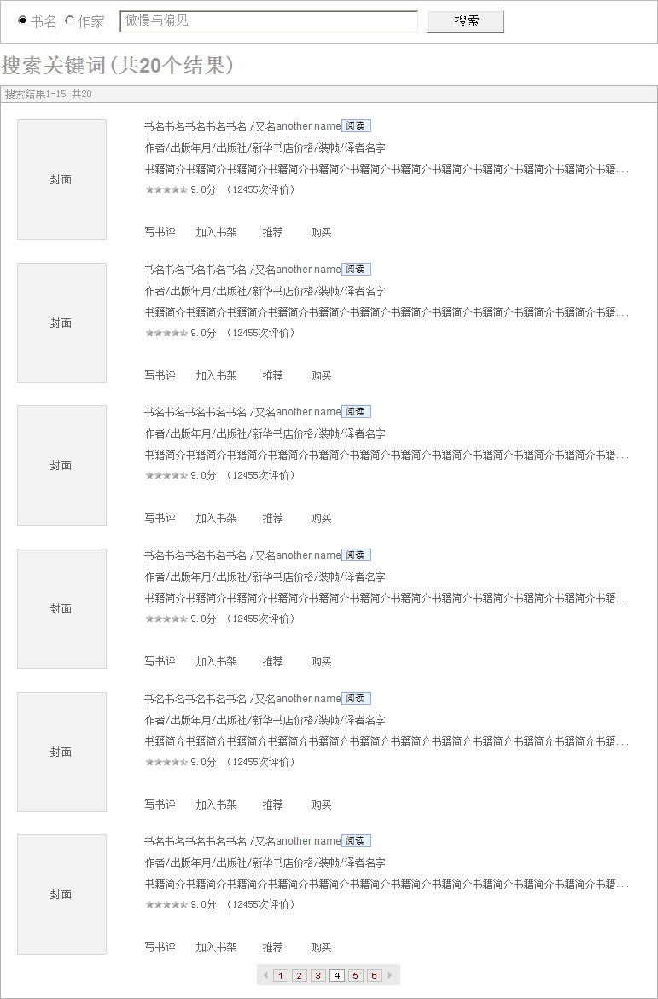 书名 作家 傲慢与偏见 搜索
搜索关键词(共20个结果)
搜索结果1-15 共20
封面
书名书名书名书名书名 /又名another name 阅读
作者/出版年月/出版社/新华书店价格/装帧/译者名字
书籍简介书籍简介书籍简介书籍简介书籍简介书籍简介书籍简介书籍简介书籍简介书籍简介书籍简介书籍...
9.0分 （12455次评价）
写书评 加入书架 推荐 购买
封面
书名书名书名书名书名 /又名another name 阅读
作者/出版年月/出版社/新华书店价格/装帧/译者名字
书籍简介书籍简介书籍简介书籍简介书籍简介书籍简介书籍简介书籍简介书籍简介书籍简介书籍简介书籍...
9.0分 （12455次评价）
写书评 加入书架 推荐 购买
封面
书名书名书名书名书名 /又名another name 阅读
作者/出版年月/出版社/新华书店价格/装帧/译者名字
书籍简介书籍简介书籍简介书籍简介书籍简介书籍简介书籍简介书籍简介书籍简介书籍简介书籍简介书籍...
9.0分 （12455次评价）
写书评 加入书架 推荐 购买
封面
书名书名书名书名书名 /又名another name 阅读
作者/出版年月/出版社/新华书店价格/装帧/译者名字
书籍简介书籍简介书籍简介书籍简介书籍简介书籍简介书籍简介书籍简介书籍简介书籍简介书籍简介书籍...
9.0分 （12455次评价）
写书评 加入书架 推荐 购买
封面
书名书名书名书名书名 /又名another name 阅读
作者/出版年月/出版社/新华书店价格/装帧/译者名字
书籍简介书籍简介书籍简介书籍简介书籍简介书籍简介书籍简介书籍简介书籍简介书籍简介书籍简介书籍...
9.0分 （12455次评价）
写书评 加入书架 推荐 购买
封面
书名书名书名书名书名 /又名another name 阅读
作者/出版年月/出版社/新华书店价格/装帧/译者名字
书籍简介书籍简介书籍简介书籍简介书籍简介书籍简介书籍简介书籍简介书籍简介书籍简介书籍简介书籍...
9.0分 （12455次评价）
写书评 加入书架 推荐 购买
1 2 3 4 5 6